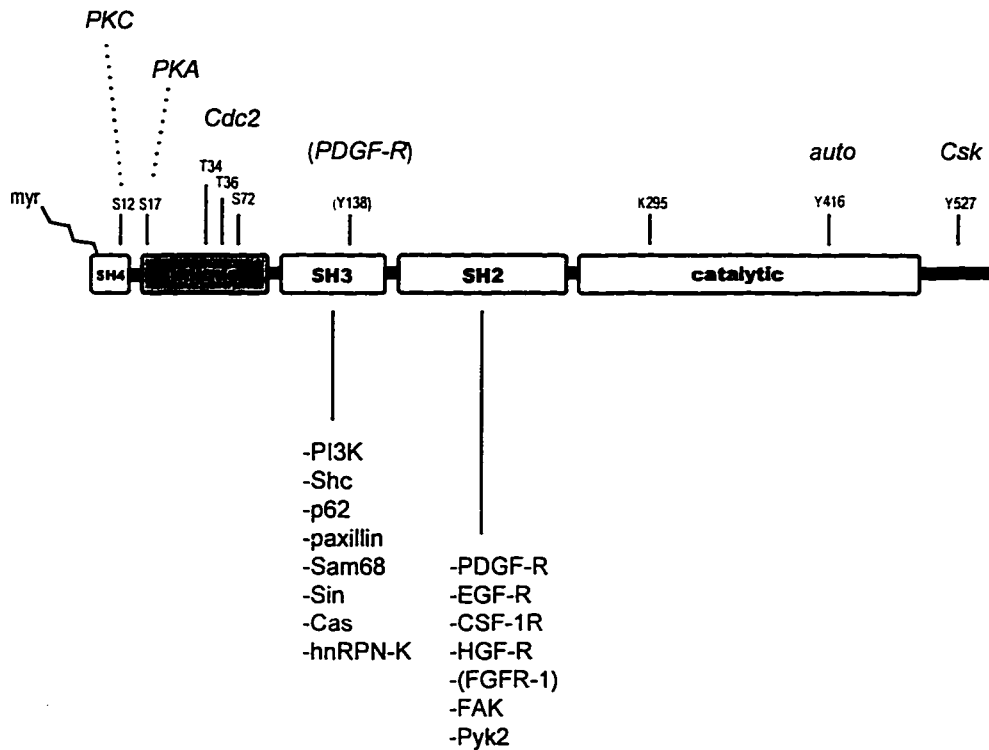 PKC
PKA
Cdc2
(PDGF-R)
auto
Csk
myr
S12 S17
T34
T36
S72
(Y138)
K295
Y416
Y527
SH4
SH3
SH2
catalytic
-PI3K
-Shc
-p62
-paxillin
-Sam68
-Sin
-Cas
-hnRPN-K
-PDGF-R
-EGF-R
-CSF-1R
-HGF-R
-(FGFR-1)
-FAK
-Pyk2